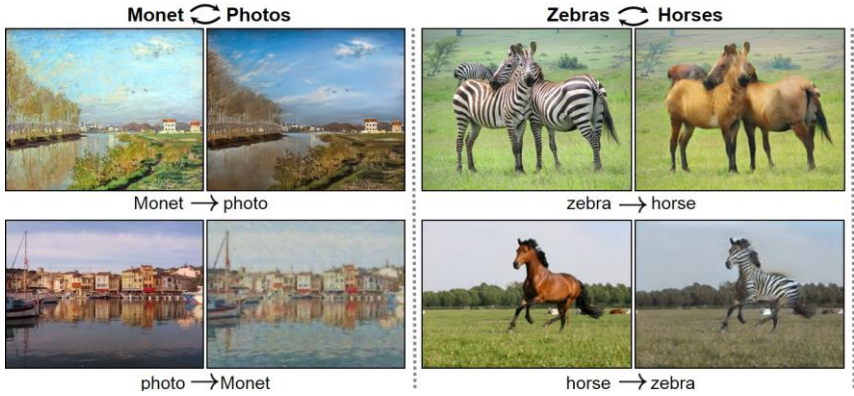 Monet Photos
Monet → photo
photo → Monet
Zebras Horses
zebra → horse
horse → zebra